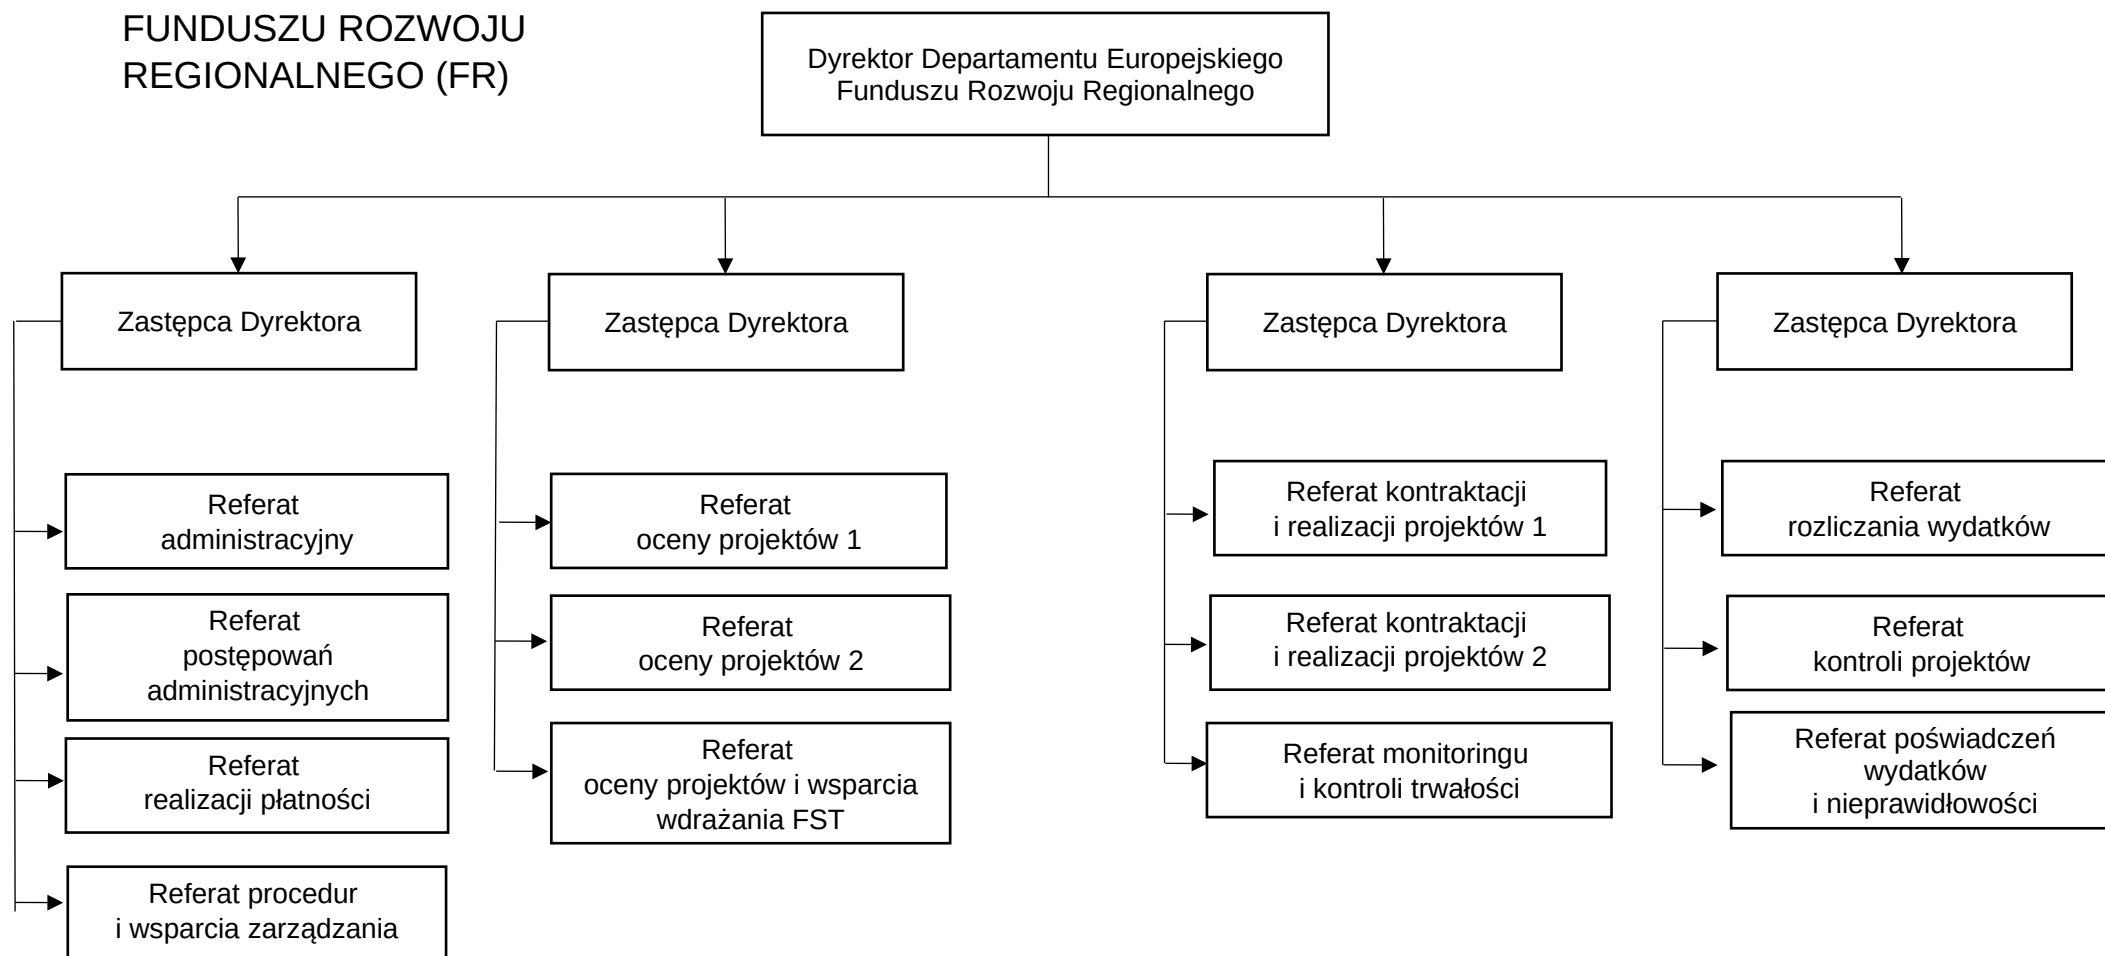 FUNDUSZU ROZWOJU
REGIONALNEGO (FR)
Dyrektor Departamentu Europejskiego
Funduszu Rozwoju Regionalnego
Zastępca Dyrektora
Zastępca Dyrektora
Zastępca Dyrektora
Zastępca Dyrektora
Referat
administracyjny
Referat
postępowań
administracyjnych
Referat
realizacji płatności
Referat procedur
i wsparcia zarządzania
Referat
oceny projektów 1
Referat
oceny projektów 2
Referat
oceny projektów i wsparcia
wdrażania FST
Referat kontraktacji
i realizacji projektów 1
Referat kontraktacji
i realizacji projektów 2
Referat monitoringu
i kontroli trwałości
Referat
rozliczania wydatków
Referat
kontroli projektów
Referat poświadczeń
wydatków
i nieprawidłowości